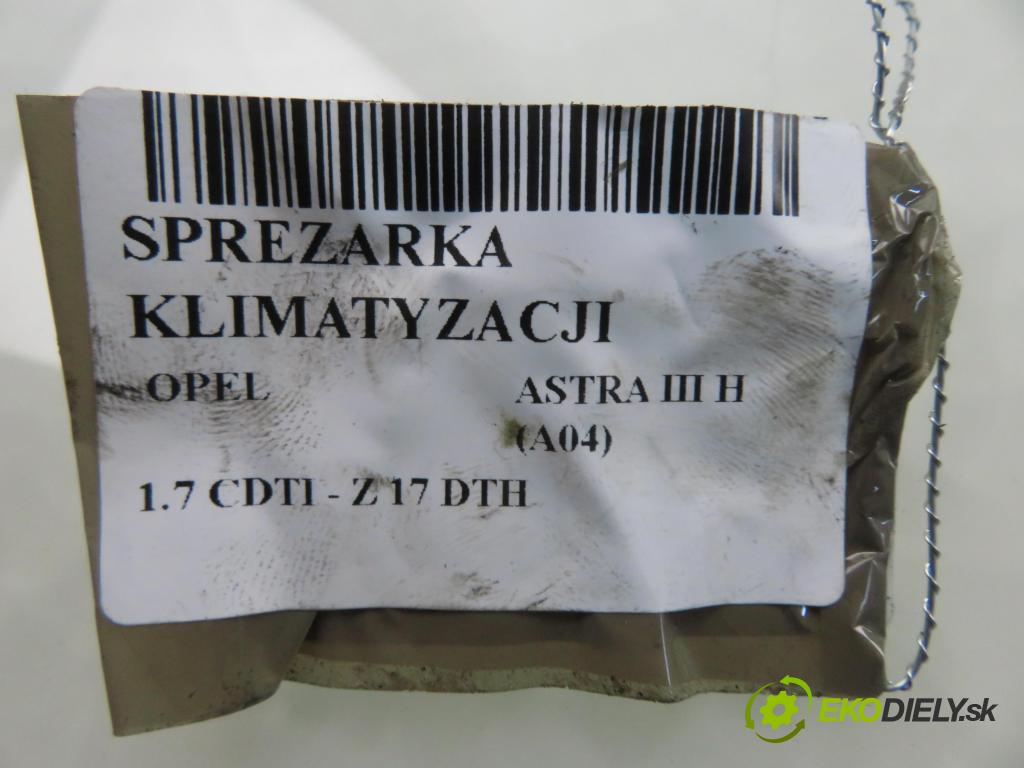 SPREZARKA
KLIMATYZACJI
OPEL ASTRA III H
(A04)
1.7 CDTI - Z 17 DTH
EKODIELY.sk